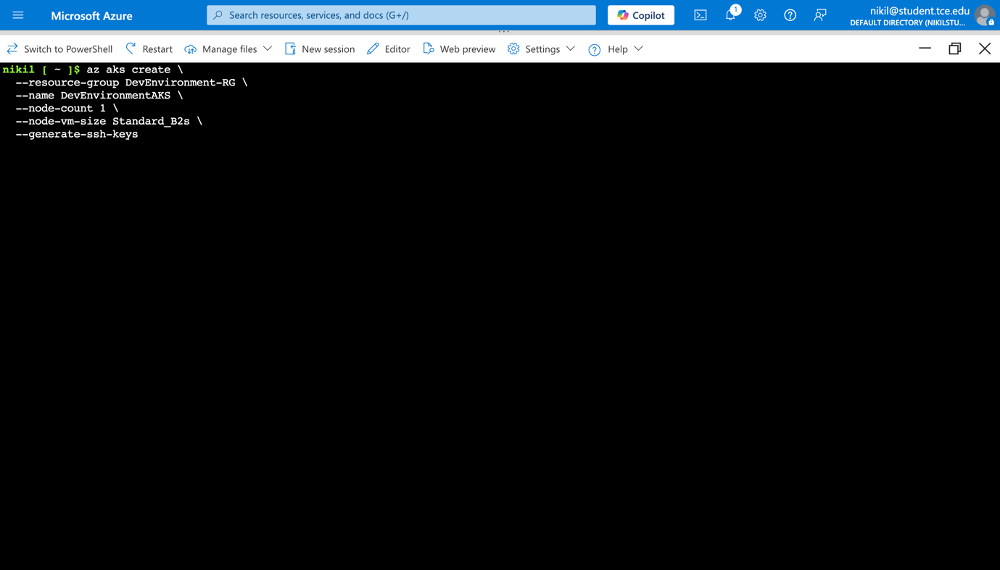 Microsoft Azure
Search resources, services, and docs (G+/)
Copilot
1
nikil@student.tce.edu
DEFAULT DIRECTORY (NIKILSTU...
Switch to PowerShell
Restart
Manage files
New session
Editor
Web preview
Settings
Help
nikil [ ~ ]$ az aks create \
--resource-group DevEnvironment-RG \
--name DevEnvironmentAKS \
--node-count 1 \
--node-vm-size Standard_B2s \
--generate-ssh-keys